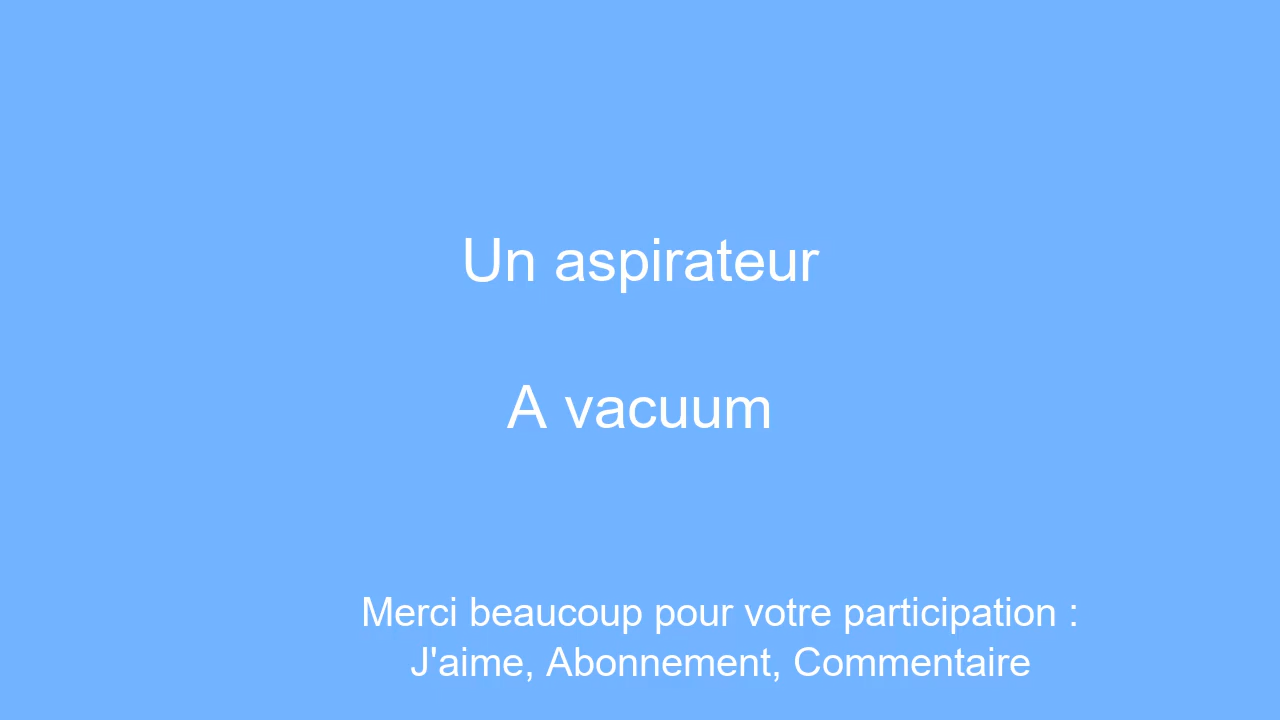 Un aspirateur
A vacuum
Merci beaucoup pour votre participation :
J'aime, Abonnement, Commentaire